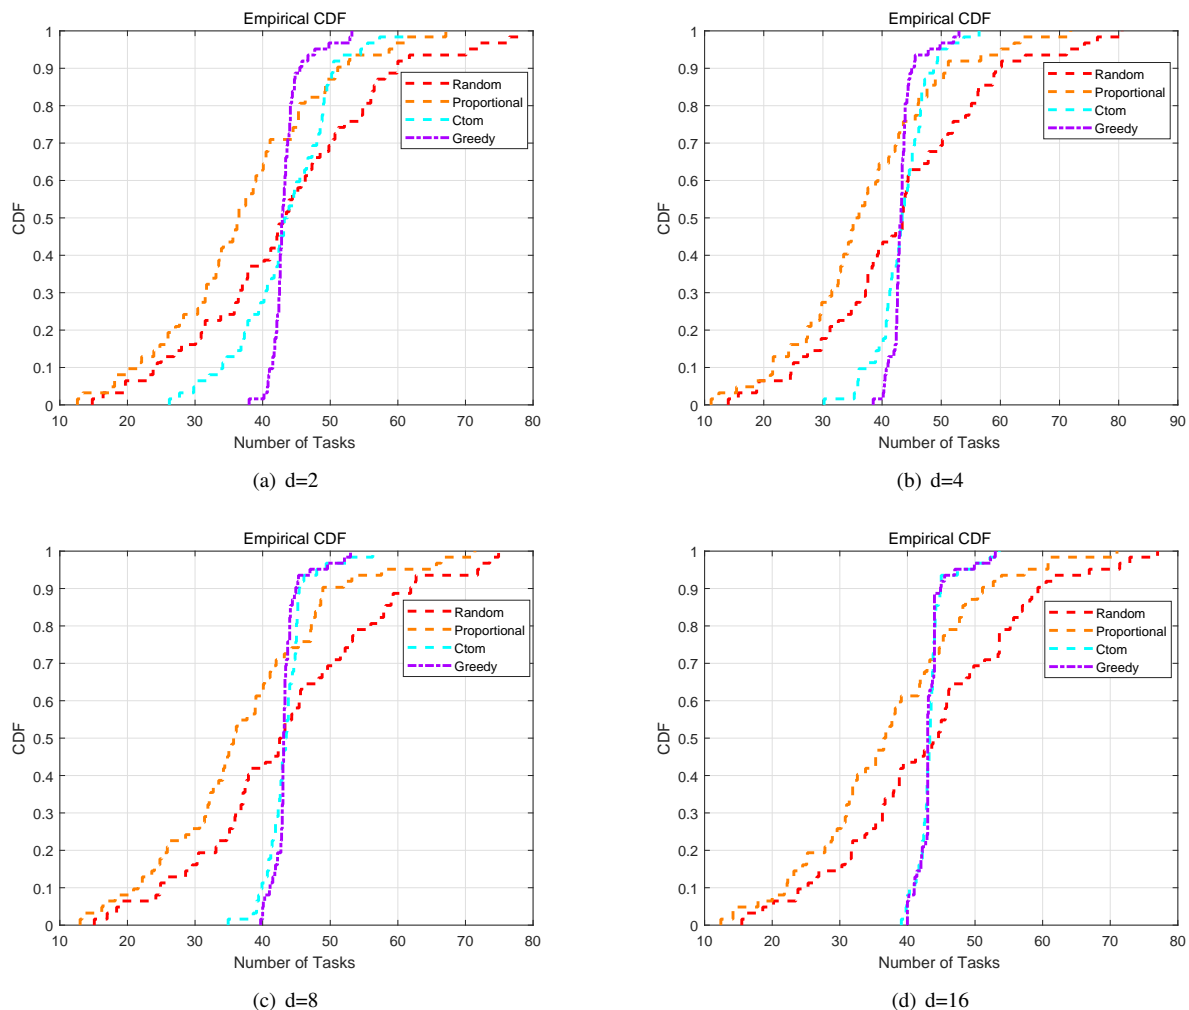 Empirical CDF
1
0.9
0.8
0.7
0.6
0.5
0.4
0.3
0.2
0.1
0
CDF
10 20 30 40 50 60 70 80
Number of Tasks
Random
Proportional
Ctom
Greedy
(a) d=2
Empirical CDF
1
0.9
0.8
0.7
0.6
0.5
0.4
0.3
0.2
0.1
0
CDF
10 20 30 40 50 60 70 80 90
Number of Tasks
Random
Proportional
Ctom
Greedy
(b) d=4
Empirical CDF
1
0.9
0.8
0.7
0.6
0.5
0.4
0.3
0.2
0.1
0
CDF
10 20 30 40 50 60 70 80
Number of Tasks
Random
Proportional
Ctom
Greedy
(c) d=8
Empirical CDF
1
0.9
0.8
0.7
0.6
0.5
0.4
0.3
0.2
0.1
0
CDF
10 20 30 40 50 60 70 80
Number of Tasks
Random
Proportional
Ctom
Greedy
(d) d=16